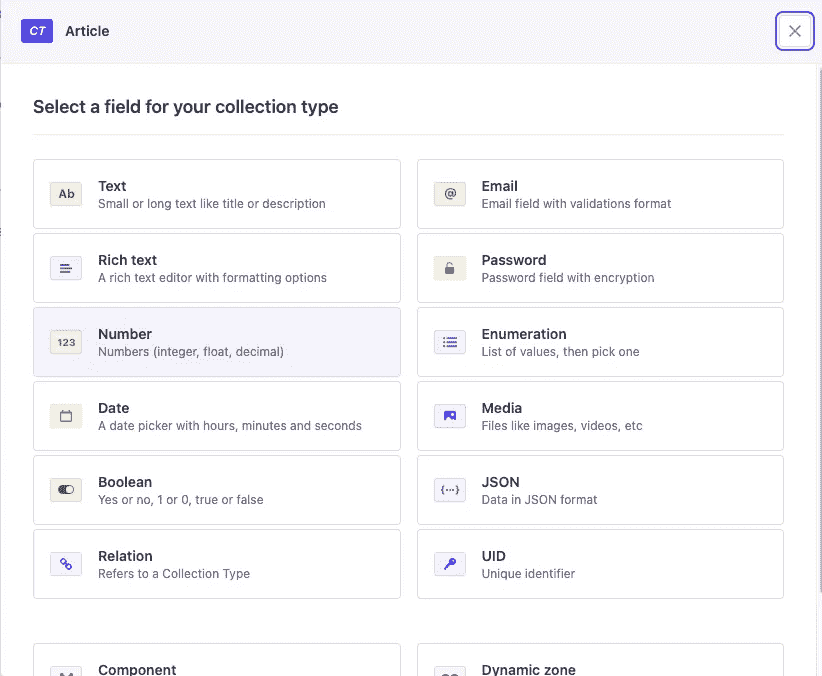 CT Article
Select a field for your collection type
Ab Text
Small or long text like title or description
@ Email
Email field with validations format
Rich text
A rich text editor with formatting options
Password
Password field with encryption
123 Number
Numbers (integer, float, decimal)
Enumeration
List of values, then pick one
Date
A date picker with hours, minutes and seconds
Media
Files like images, videos, etc
Boolean
Yes or no, 1 or 0, true or false
{···} JSON
Data in JSON format
Relation
Refers to a Collection Type
UID
Unique identifier
Component
Dynamic zone